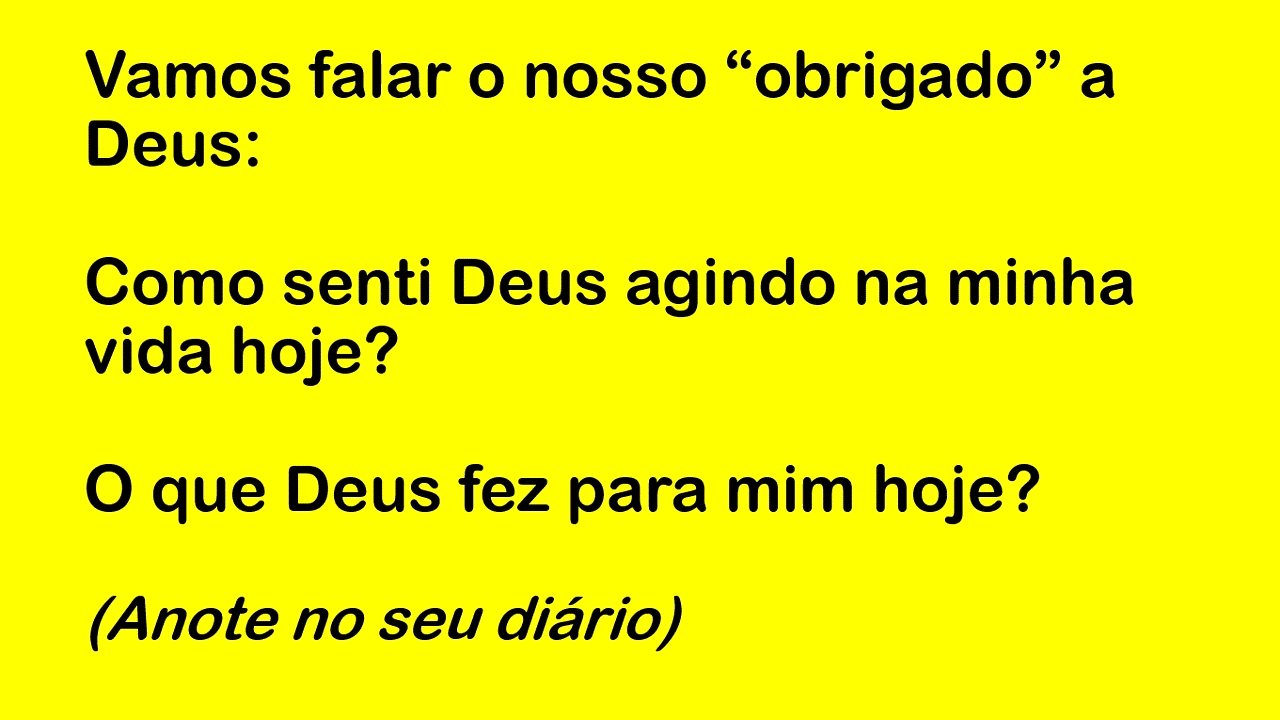 Vamos falar o nosso “obrigado” a
Deus:
Como senti Deus agindo na minha
vida hoje?
O que Deus fez para mim hoje?
(Anote no seu diário)